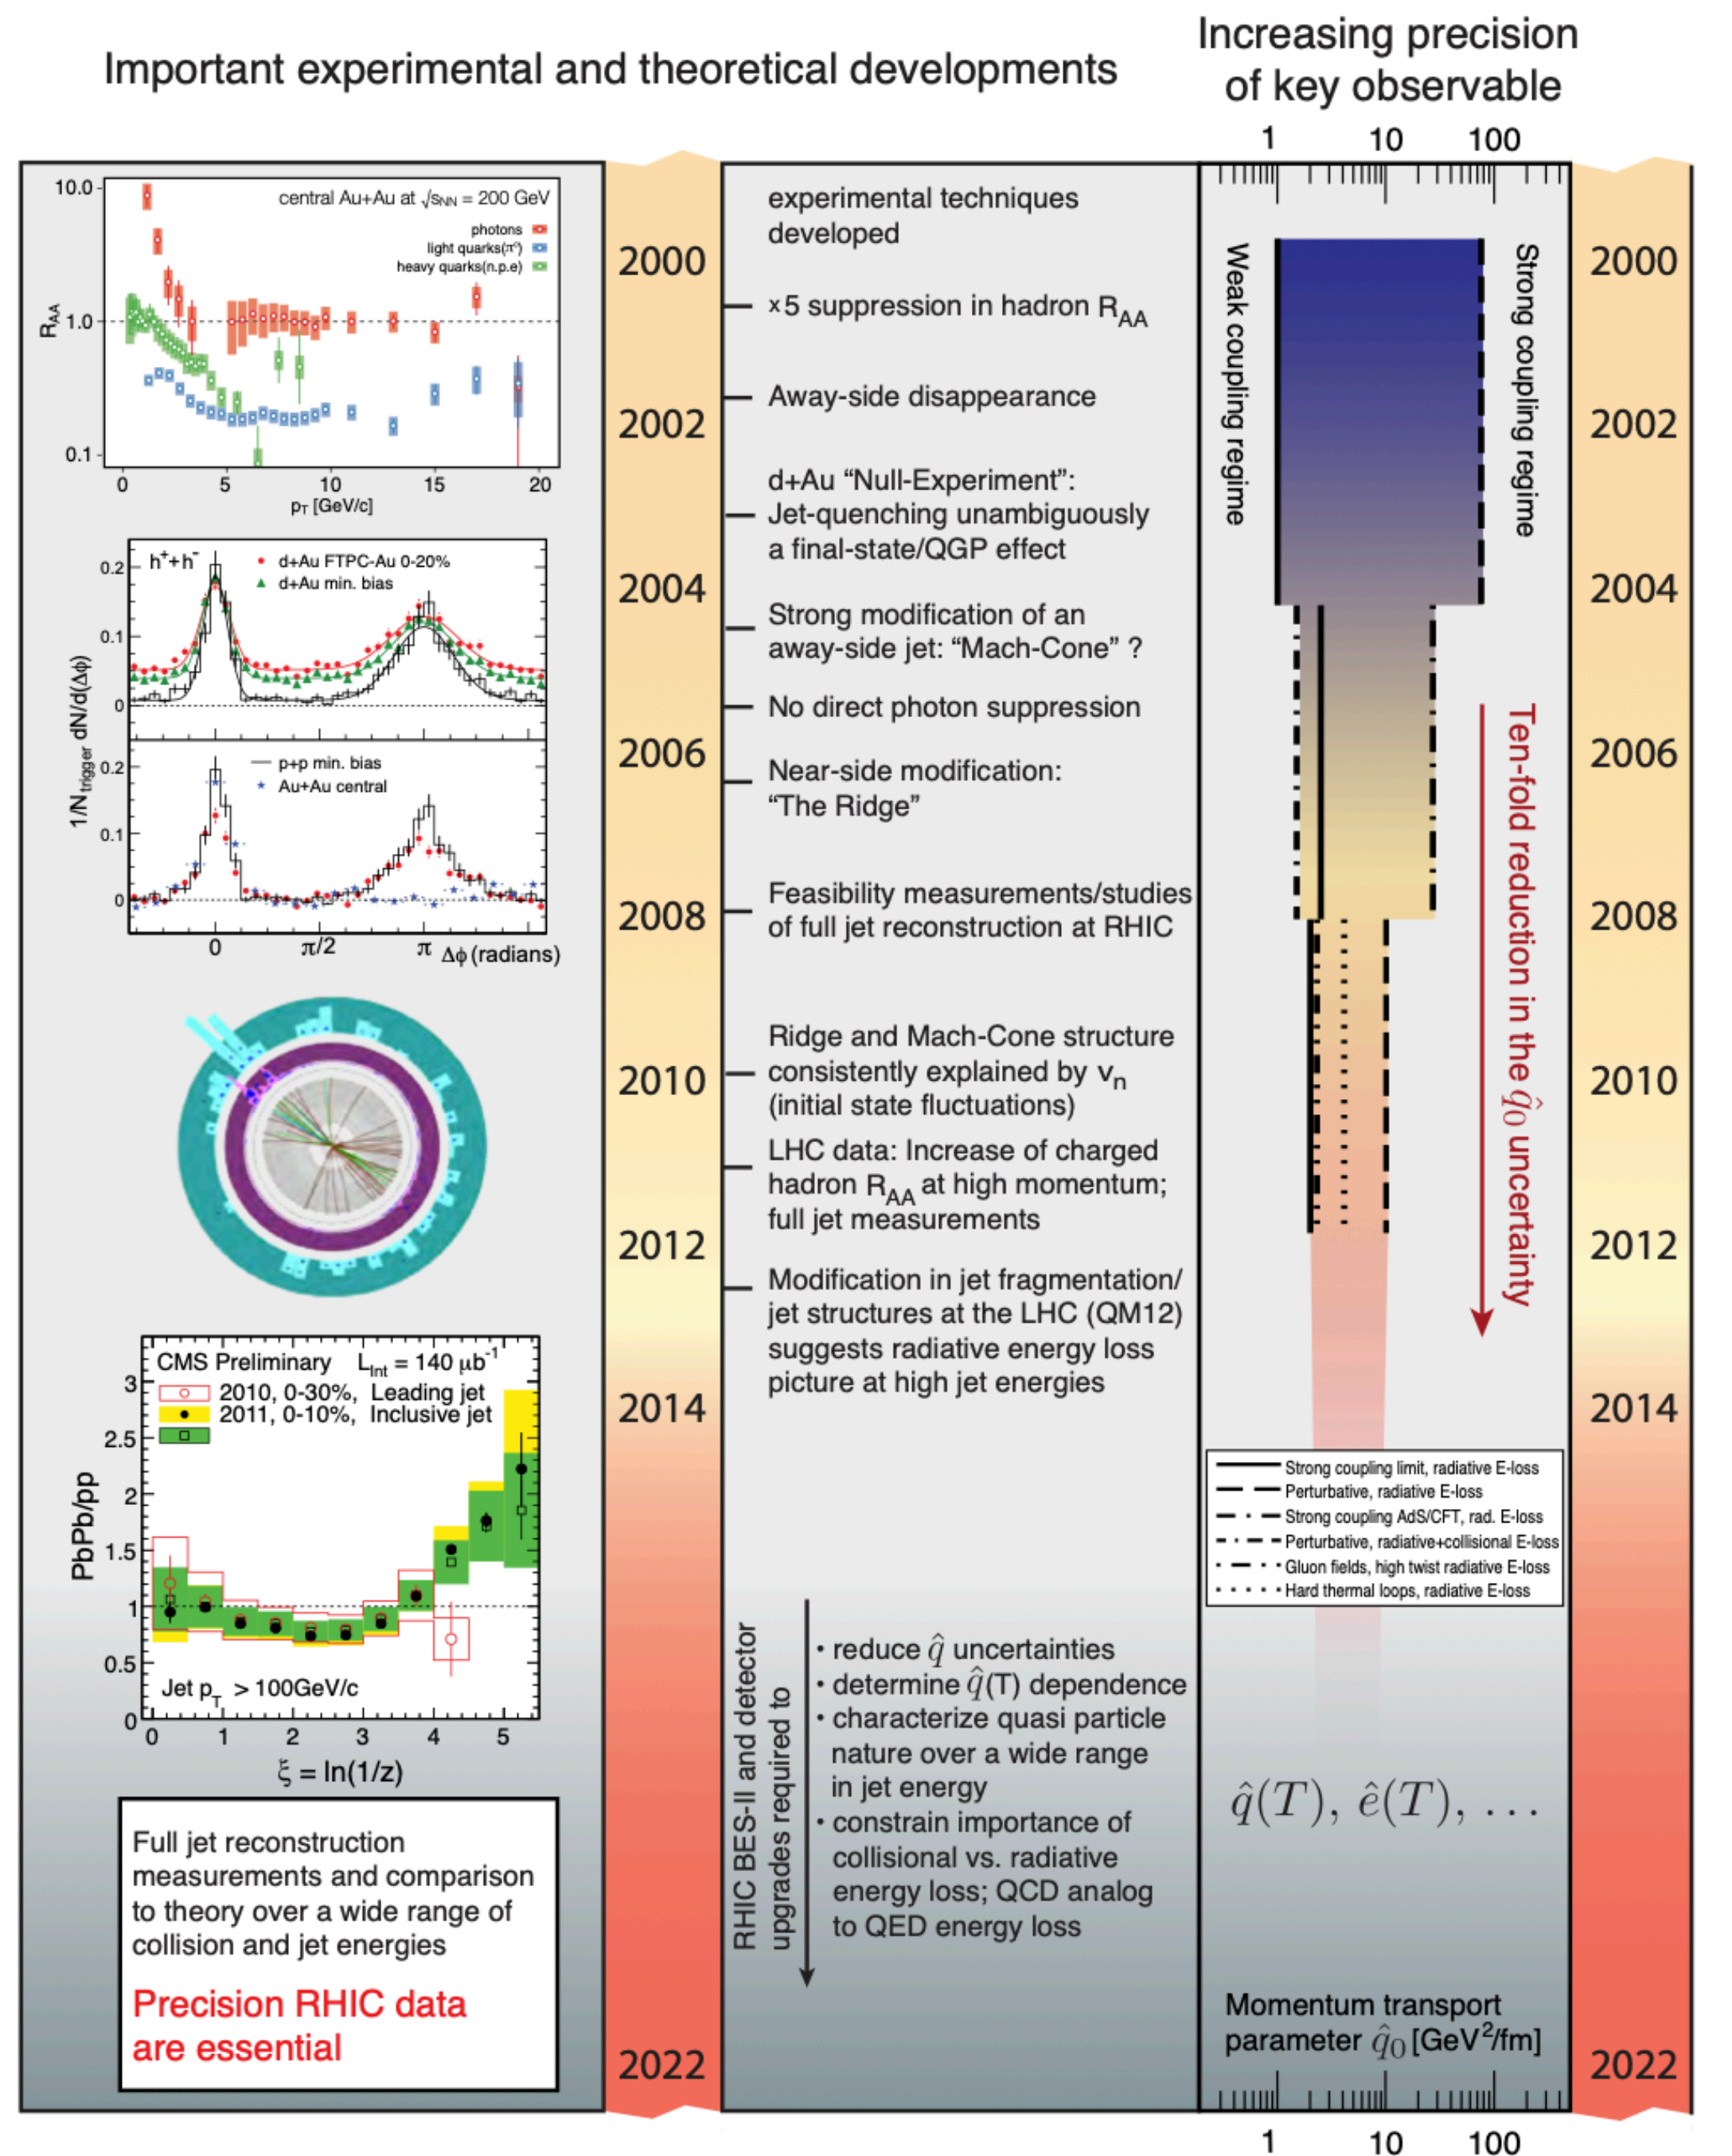 Important experimental and theoretical developments
Increasing precision
of key observable
1 10 100
10.0
1.0
0.1
R_AA
central Au+Au at √s_NN = 200 GeV
photons
light quarks(π⁰)
heavy quarks(n.p.e)
0 5 10 15 20
p_T [GeV/c]
h⁺+h⁻
d+Au FTPC-Au 0-20%
d+Au min. bias
0.2
0.1
0
1/N_trigger dN/d(Δϕ)
p+p min. bias
Au+Au central
0.2
0.1
0
0 π/2 π Δϕ (radians)
CMS Preliminary L_Int = 140 μb⁻¹
2010, 0-30%, Leading jet
2011, 0-10%, Inclusive jet
3
2.5
2
1.5
1
0.5
0
PbPb/pp
Jet p_T > 100GeV/c
0 1 2 3 4 5
ξ = ln(1/z)
Full jet reconstruction
measurements and comparison
to theory over a wide range of
collision and jet energies
Precision RHIC data
are essential
2000
2002
2004
2006
2008
2010
2012
2014
2022
experimental techniques
developed
×5 suppression in hadron R_AA
Away-side disappearance
d+Au “Null-Experiment”:
Jet-quenching unambiguously
a final-state/QGP effect
Strong modification of an
away-side jet: “Mach-Cone” ?
No direct photon suppression
Near-side modification:
“The Ridge”
Feasibility measurements/studies
of full jet reconstruction at RHIC
Ridge and Mach-Cone structure
consistently explained by v_n
(initial state fluctuations)
LHC data: Increase of charged
hadron R_AA at high momentum;
full jet measurements
Modification in jet fragmentation/
jet structures at the LHC (QM12)
suggests radiative energy loss
picture at high jet energies
RHIC BES-II and detector
upgrades required to
• reduce q̂ uncertainties
• determine q̂(T) dependence
• characterize quasi particle
nature over a wide range
in jet energy
• constrain importance of
collisional vs. radiative
energy loss; QCD analog
to QED energy loss
Weak coupling regime
Strong coupling regime
Ten-fold reduction in the q̂₀ uncertainty
Strong coupling limit, radiative E-loss
Perturbative, radiative E-loss
Strong coupling AdS/CFT, rad. E-loss
Perturbative, radiative+collisional E-loss
Gluon fields, high twist radiative E-loss
Hard thermal loops, radiative E-loss
q̂(T), ê(T), ...
Momentum transport
parameter q̂₀ [GeV²/fm]
1 10 100
2000
2002
2004
2006
2008
2010
2012
2014
2022